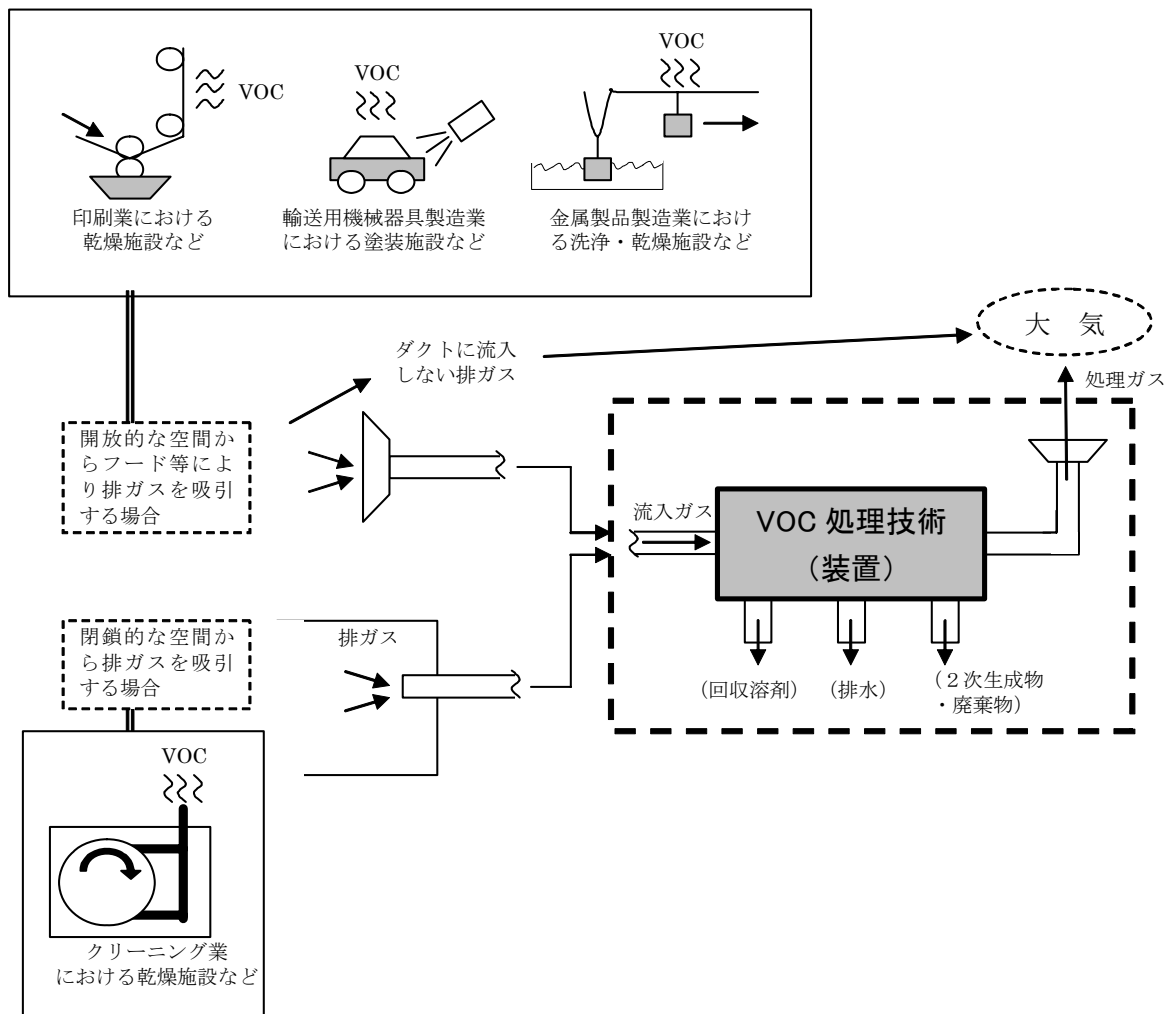 VOC
VOC
VOC
印刷業における
乾燥施設など
輸送用機械器具製造業
における塗装施設など
金属製品製造業におけ
る洗浄・乾燥施設など
大 気
ダクトに流入
しない排ガス
処理ガス
開放的な空間か
らフード等によ
り排ガスを吸引
する場合
流入ガス
VOC 処理技術
（装置）
閉鎖的な空間か
ら排ガスを吸引
する場合
排ガス
（回収溶剤）
（排水）
（２次生成物
・廃棄物）
VOC
クリーニング業
における乾燥施設など